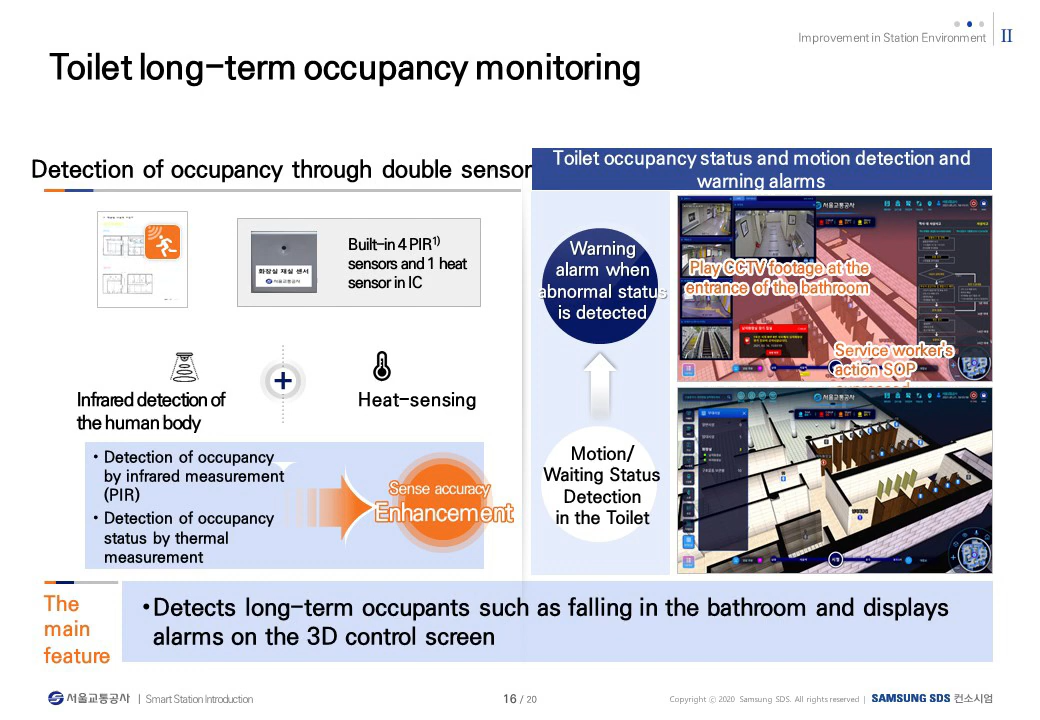 Improvement in Station Environment
II
Toilet long-term occupancy monitoring
Detection of occupancy through double sensor
Toilet occupancy status and motion detection and
warning alarms
화장실 재실 센서
서울교통공사
Built-in 4 PIR1)
sensors and 1 heat
sensor in IC
Infrared detection of
the human body
+
Heat-sensing
• Detection of occupancy
by infrared measurement
(PIR)
• Detection of occupancy
status by thermal
measurement
Sense accuracy
Enhancement
Warning
alarm when
abnormal status
is detected
Motion/
Waiting Status
Detection
in the Toilet
서울교통공사
Play CCTV footage at the
entrance of the bathroom
Service worker's
action SOP
서울교통공사
The
main
feature
• Detects long-term occupants such as falling in the bathroom and displays
alarms on the 3D control screen
서울교통공사 | Smart Station Introduction
16 / 20
Copyright ⓒ 2020 Samsung SDS. All rights reserved | SAMSUNG SDS 컨소시엄